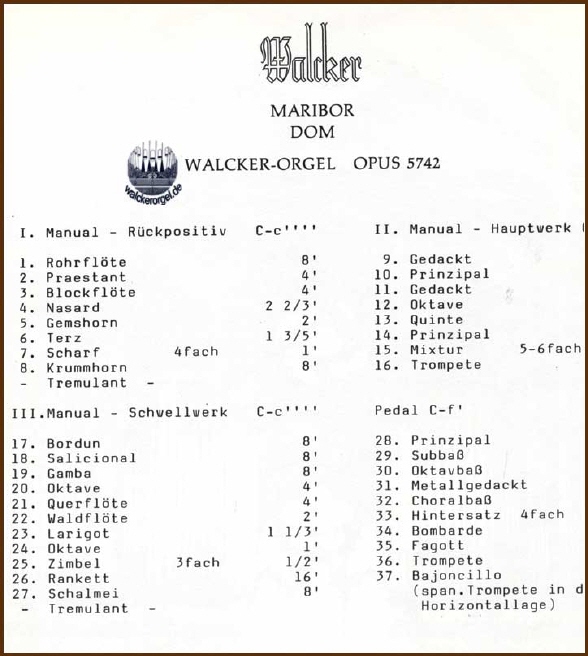 Walcker
MARIBOR
DOM
walckerorgel.de
WALCKER-ORGEL OPUS 5742
I. Manual - Rückpositiv C-c''''
1. Rohrflöte 8'
2. Praestant 4'
3. Blockflöte 4'
4. Nasard 2 2/3'
5. Gemshorn 2'
6. Terz 1 3/5'
7. Scharf 4fach 1'
8. Krummhorn 8'
- Tremulant -
II. Manual - Hauptwerk
9. Gedackt
10. Prinzipal
11. Gedackt
12. Oktave
13. Quinte
14. Prinzipal
15. Mixtur 5-6fach
16. Trompete
III.Manual - Schwellwerk C-c''''
17. Bordun 8'
18. Salicional 8'
19. Gamba 8'
20. Oktave 4'
21. Querflöte 4'
22. Waldflöte 2'
23. Larigot 1 1/3'
24. Oktave 1'
25. Zimbel 3fach 1/2'
26. Rankett 16'
27. Schalmei 8'
- Tremulant -
Pedal C-f'
28. Prinzipal
29. Subbaß
30. Oktavbaß
31. Metallgedackt
32. Choralbaß
33. Hintersatz 4fach
34. Bombarde
35. Fagott
36. Trompete
37. Bajoncillo
(span.Trompete in d
Horizontallage)